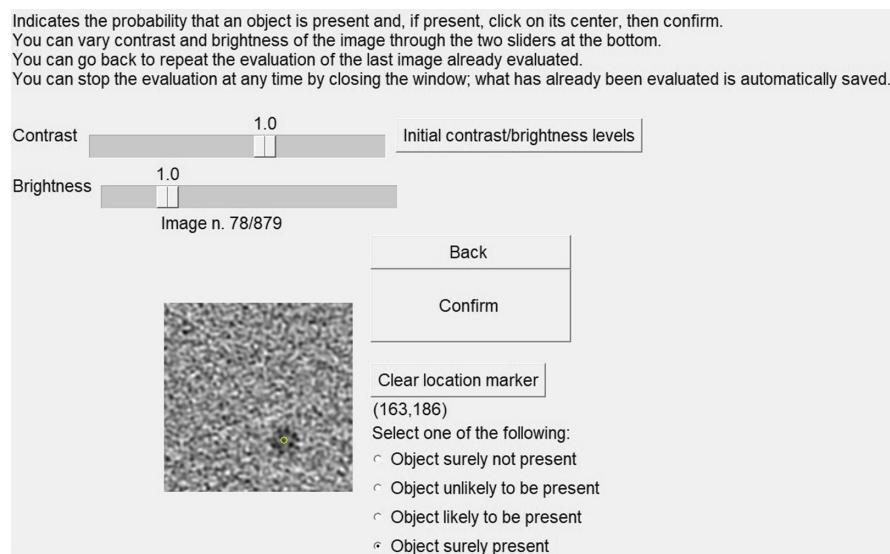 Indicates the probability that an object is present and, if present, click on its center, then confirm.
You can vary contrast and brightness of the image through the two sliders at the bottom.
You can go back to repeat the evaluation of the last image already evaluated.
You can stop the evaluation at any time by closing the window; what has already been evaluated is automatically saved.
1.0
Contrast
Initial contrast/brightness levels
1.0
Brightness
Image n. 78/879
Back
Confirm
Clear location marker
(163,186)
Select one of the following:
Object surely not present
Object unlikely to be present
Object likely to be present
Object surely present